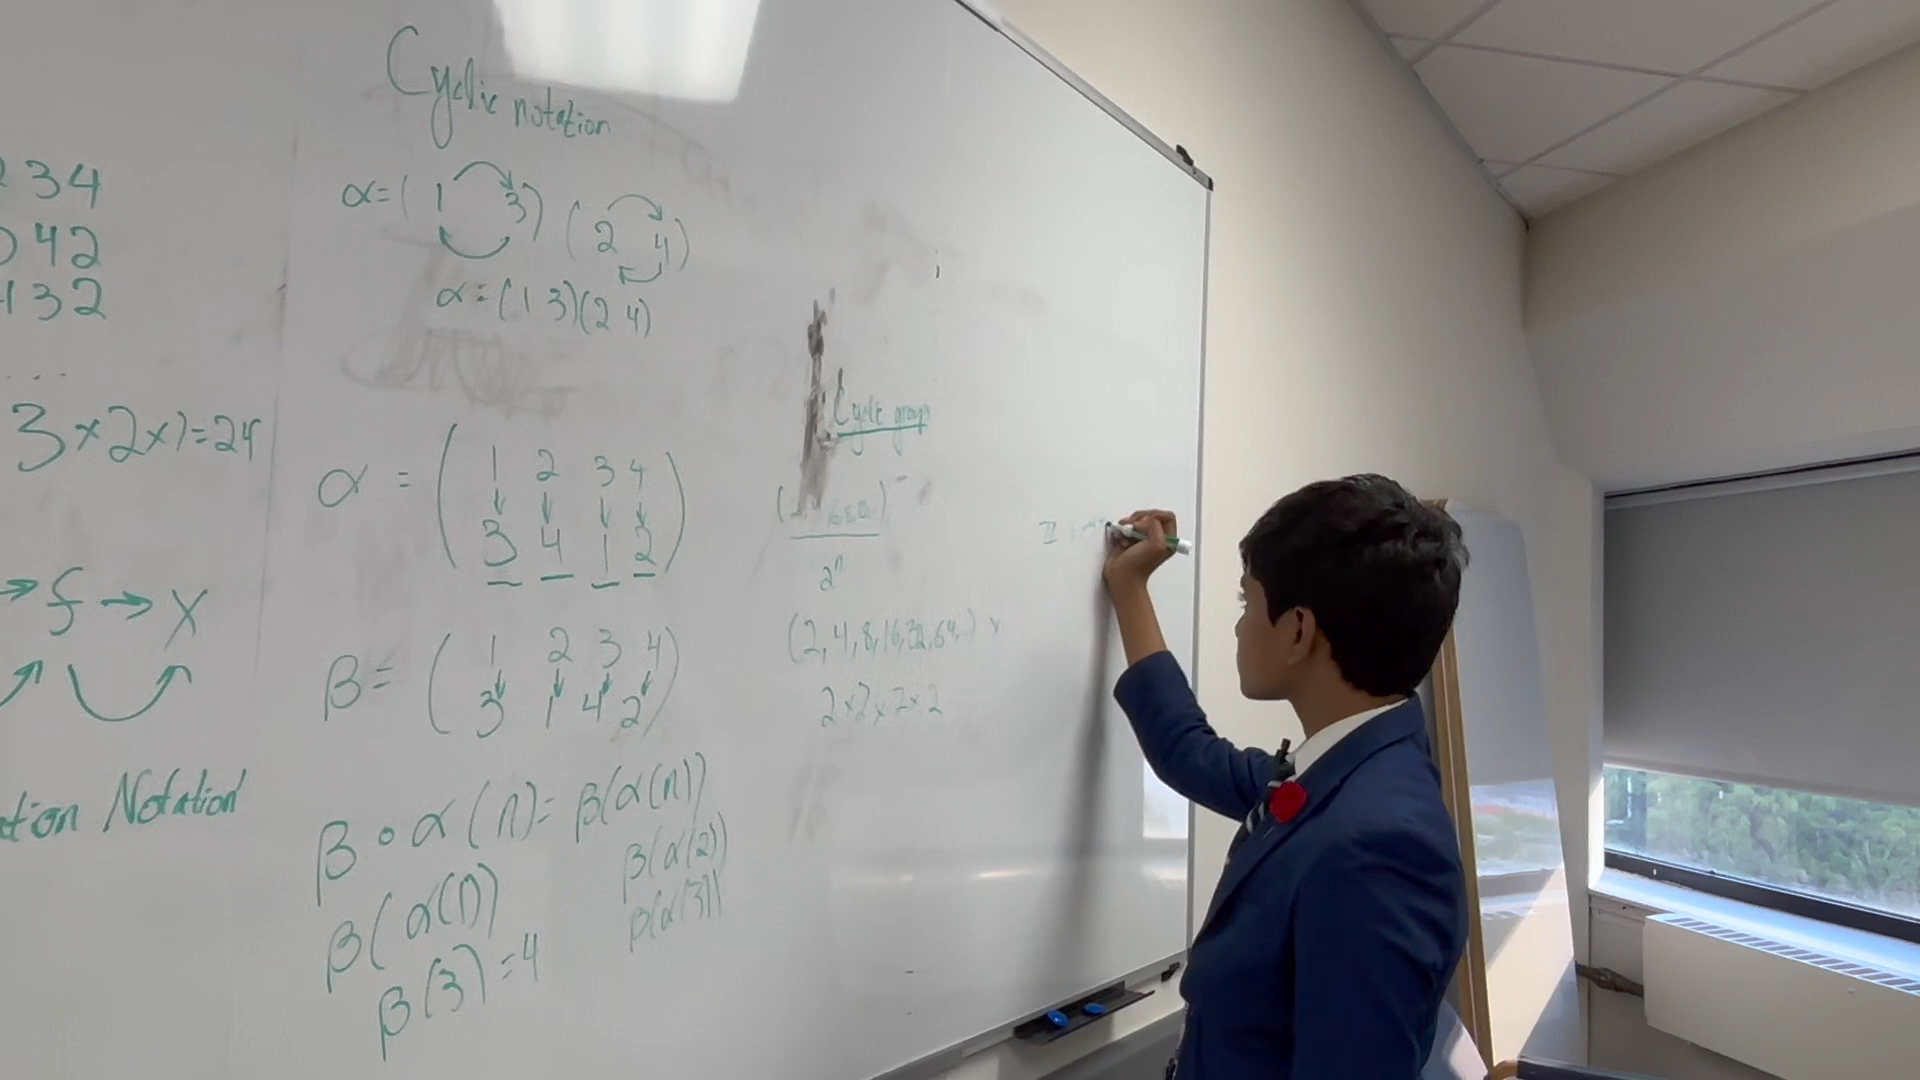 234
42
132
. . .
3×2×1=24
→ f → X
Notation
Cyclic notation
α=(1 3)(2 4)
α=(1 3)(2 4)
α = (1 2 3 4
3 4 1 2)
β= (1 2 3 4
3 1 4 2)
β∘α(n)= β(α(n))
β(α(1)) β(α(2))
β(3)=4 β(α(3))
Cyclic group
2ⁿ
(2,4,8,16,32,64,)
2×2×2×2